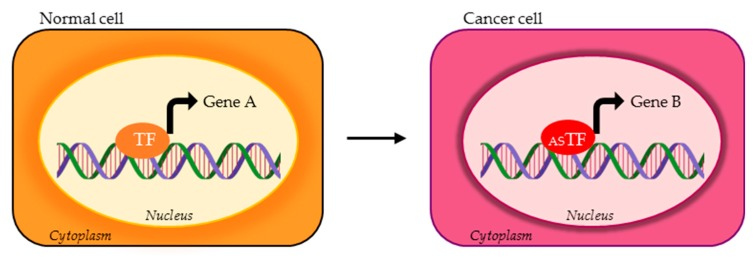 Normal cell
Cancer cell
TF
Gene A
ASTF
Gene B
Nucleus
Nucleus
Cytoplasm
Cytoplasm